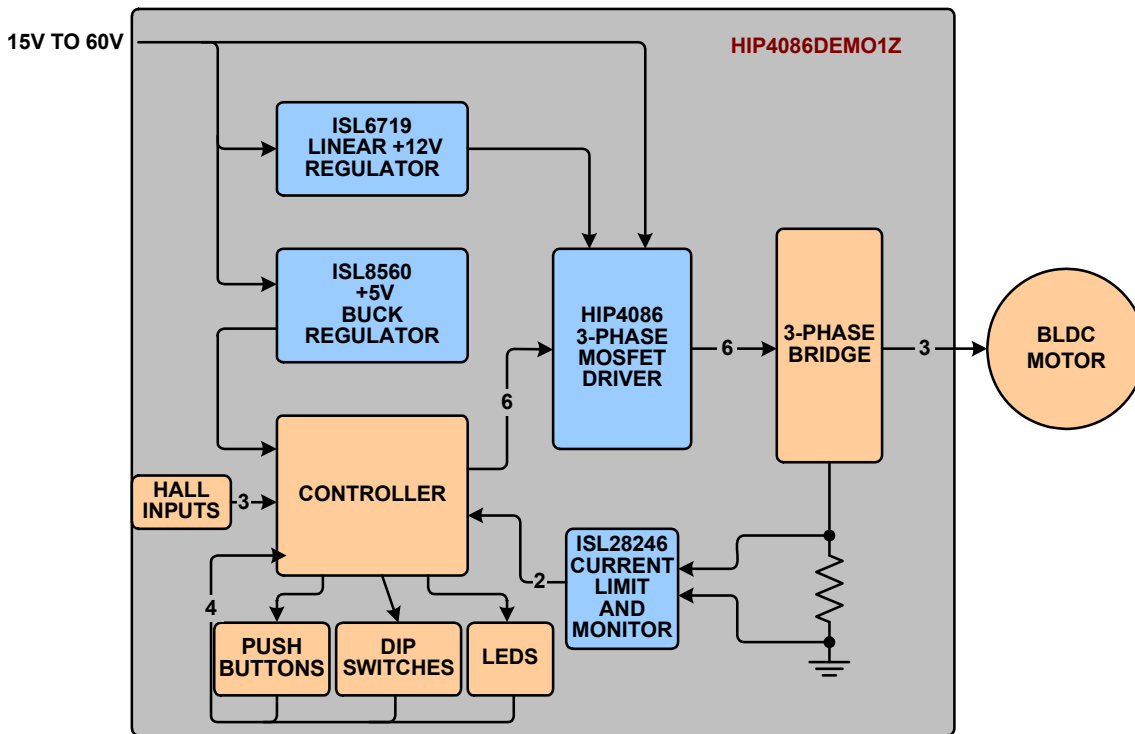 15V TO 60V
HIP4086DEMO1Z
ISL6719
LINEAR +12V
REGULATOR
ISL8560
+5V
BUCK
REGULATOR
HIP4086
3-PHASE
MOSFET
DRIVER
6
3-PHASE
BRIDGE
3
BLDC
MOTOR
6
HALL
INPUTS
3
CONTROLLER
2
ISL28246
CURRENT
LIMIT
AND
MONITOR
4
PUSH
BUTTONS
DIP
SWITCHES
LEDS